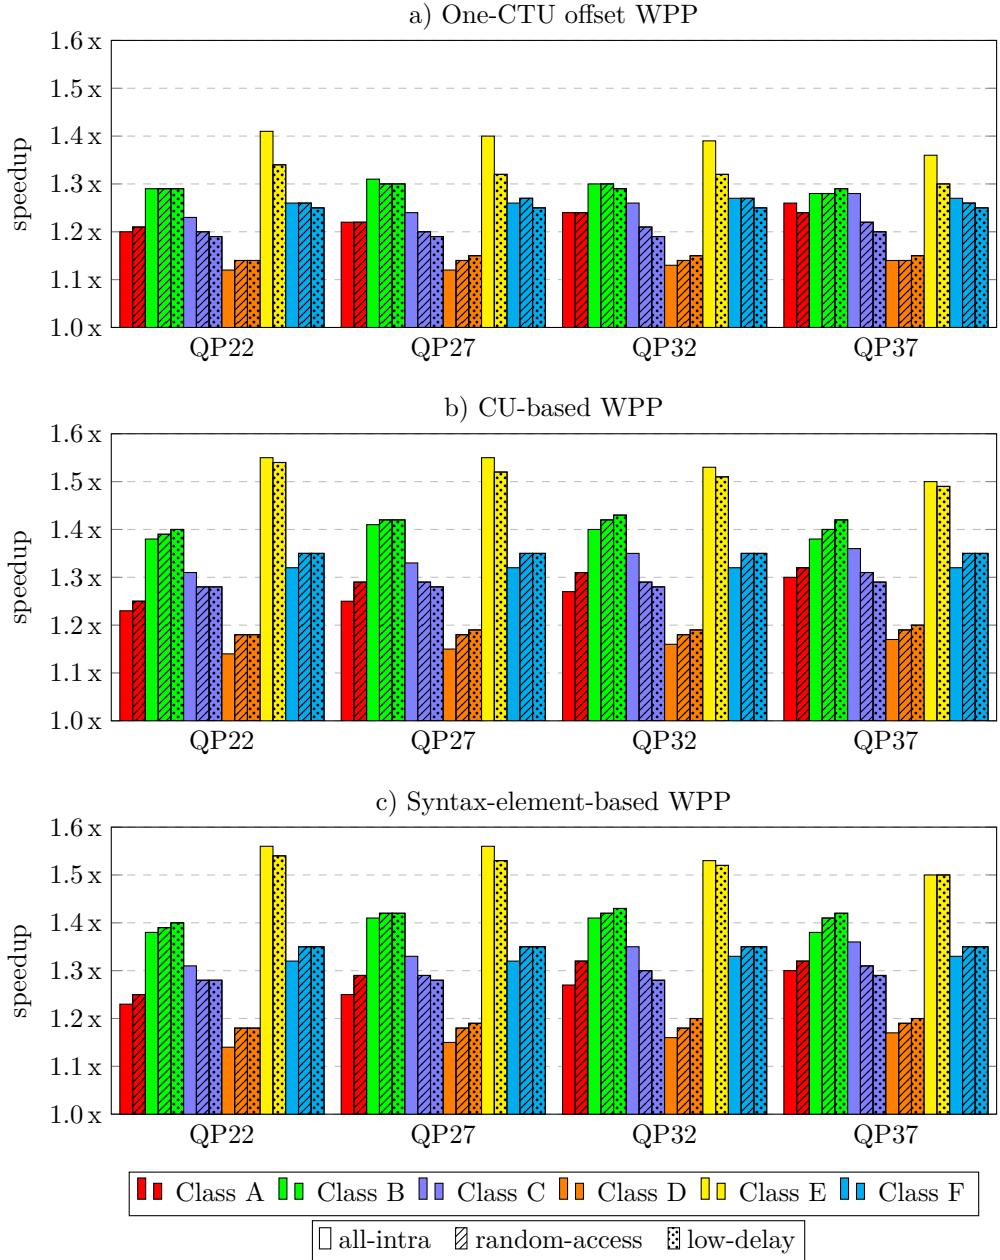 a) One-CTU offset WPP
1.6 x
1.5 x
1.4 x
1.3 x
1.2 x
1.1 x
1.0 x
speedup
QP22 QP27 QP32 QP37
b) CU-based WPP
1.6 x
1.5 x
1.4 x
1.3 x
1.2 x
1.1 x
1.0 x
speedup
QP22 QP27 QP32 QP37
c) Syntax-element-based WPP
1.6 x
1.5 x
1.4 x
1.3 x
1.2 x
1.1 x
1.0 x
speedup
QP22 QP27 QP32 QP37
Class A Class B Class C Class D Class E Class F
all-intra random-access low-delay